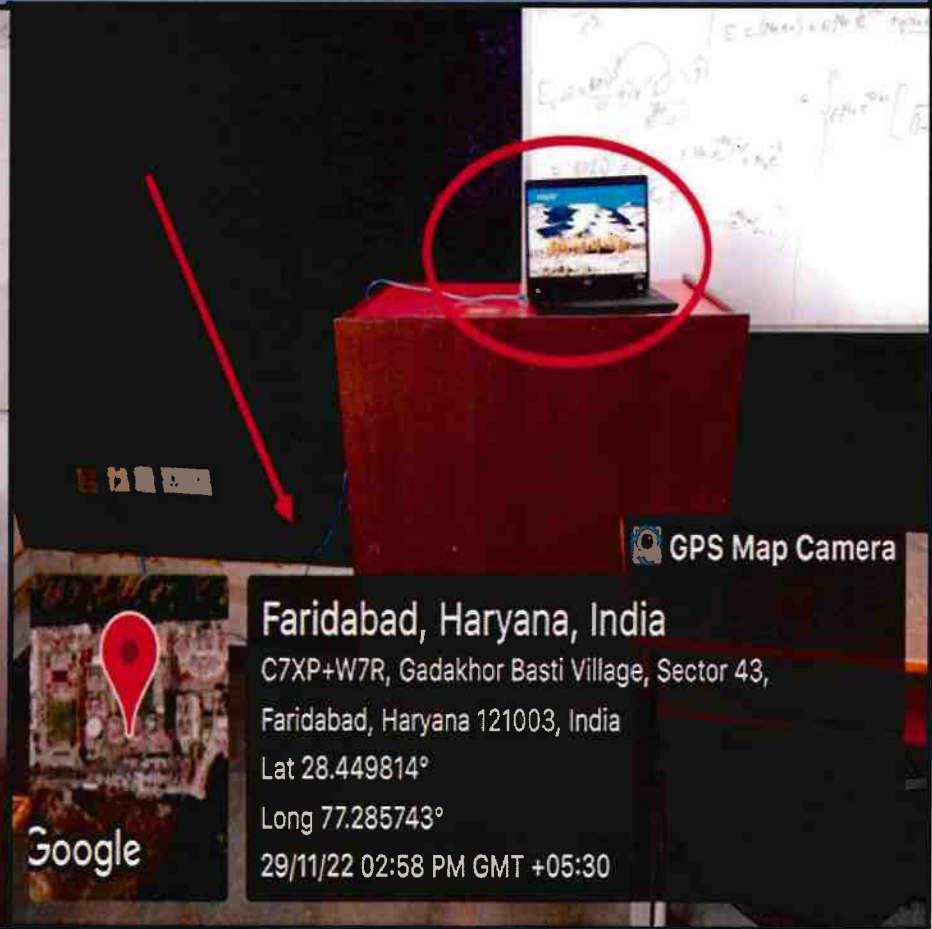 GPS Map Camera
Faridabad, Haryana, India
C7XP+W7R, Gadakhor Basti Village, Sector 43,
Faridabad, Haryana 121003, India
Lat 28.449814°
Long 77.285743°
29/11/22 02:58 PM GMT +05:30
Google